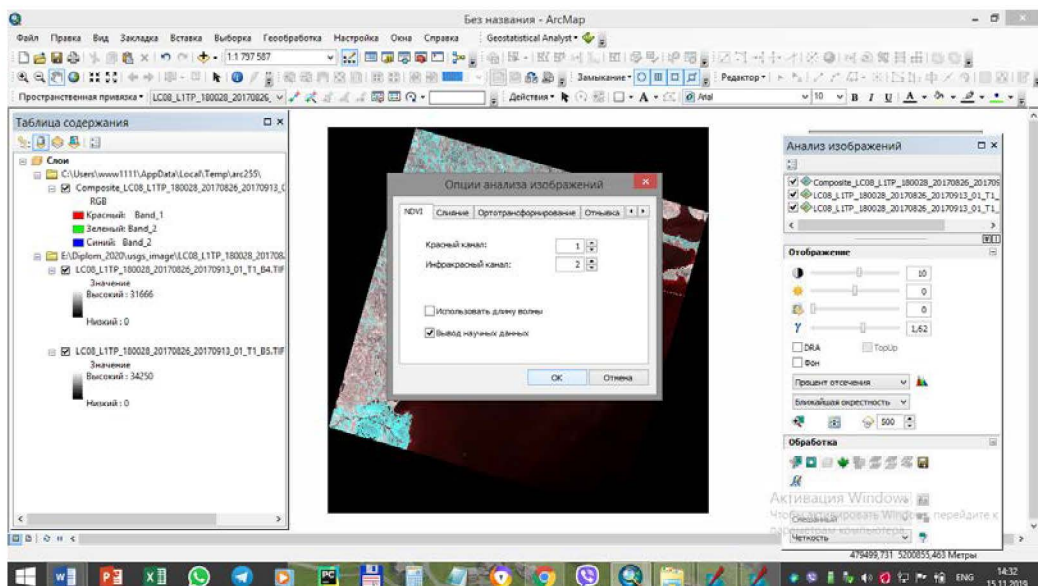 Без названия - ArcMap
Файл Правка Вид Закладка Вставка Выборка Геообработка Настройка Окна Справка
Geostatistical Analyst
1:1 797 587
Замыкание
Редактор
Пространственная привязка
LC08_L1TP_180028_20170826_
Действия
Arial
10
Таблица содержания
Слои
C:\Users\www1111\AppData\Local\Temp\arc255\
Composite_LC08_L1TP_180028_20170826_20170913_
RGB
Красный: Band_1
Зеленый: Band_2
Синий: Band_2
E:\Diplom_2020\usgs_image\LC08_L1TP_180028_201708
LC08_L1TP_180028_20170826_20170913_01_T1_B4.TIF
Значение
Высокий : 31666
Низкий : 0
LC08_L1TP_180028_20170826_20170913_01_T1_B5.TIF
Значение
Высокий : 34250
Низкий : 0
Опции анализа изображений
NDVI Слияние Ортотрансформирование Отмывка
Красный канал: 1
Инфракрасный канал: 2
Использовать длину волны
Вывод научных данных
OK Отмена
Анализ изображений
Composite_LC08_L1TP_180028_20170826_201709
LC08_L1TP_180028_20170826_20170913_01_T1_
LC08_L1TP_180028_20170826_20170913_01_T1_
Отображение
10
0
0
1,62
DRA TopUp
Фон
Процент отсечения
Ближайшая окрестность
500
Обработка
Активация Windows
Чтобы активировать Windows, перейдите к
параметрам компьютера.
Смешанный
Четкость
479499,731 5200855,463 Метры
ENG
14:32
15.11.2019